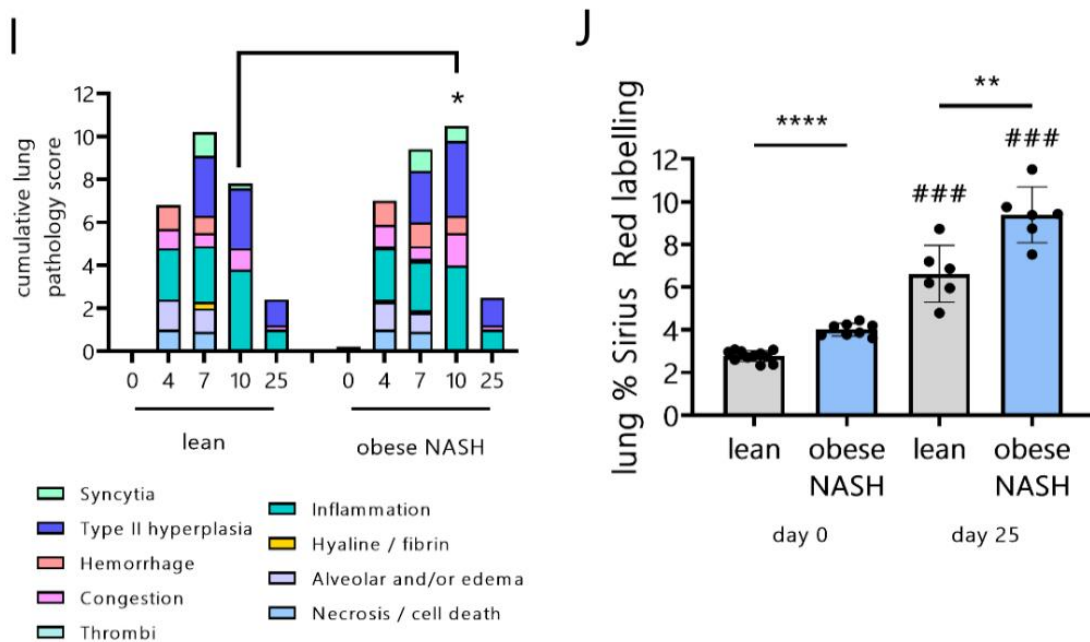 I
cumulative lung
pathology score
12
10
8
6
4
2
0
*
0 4 7 10 25 0 4 7 10 25
lean obese NASH
Syncytia
Type II hyperplasia
Hemorrhage
Congestion
Thrombi
Inflammation
Hyaline / fibrin
Alveolar and/or edema
Necrosis / cell death
J
lung % Sirius Red labelling
12
10
8
6
4
2
0
****
**
###
###
lean obese lean obese
NASH NASH
day 0 day 25